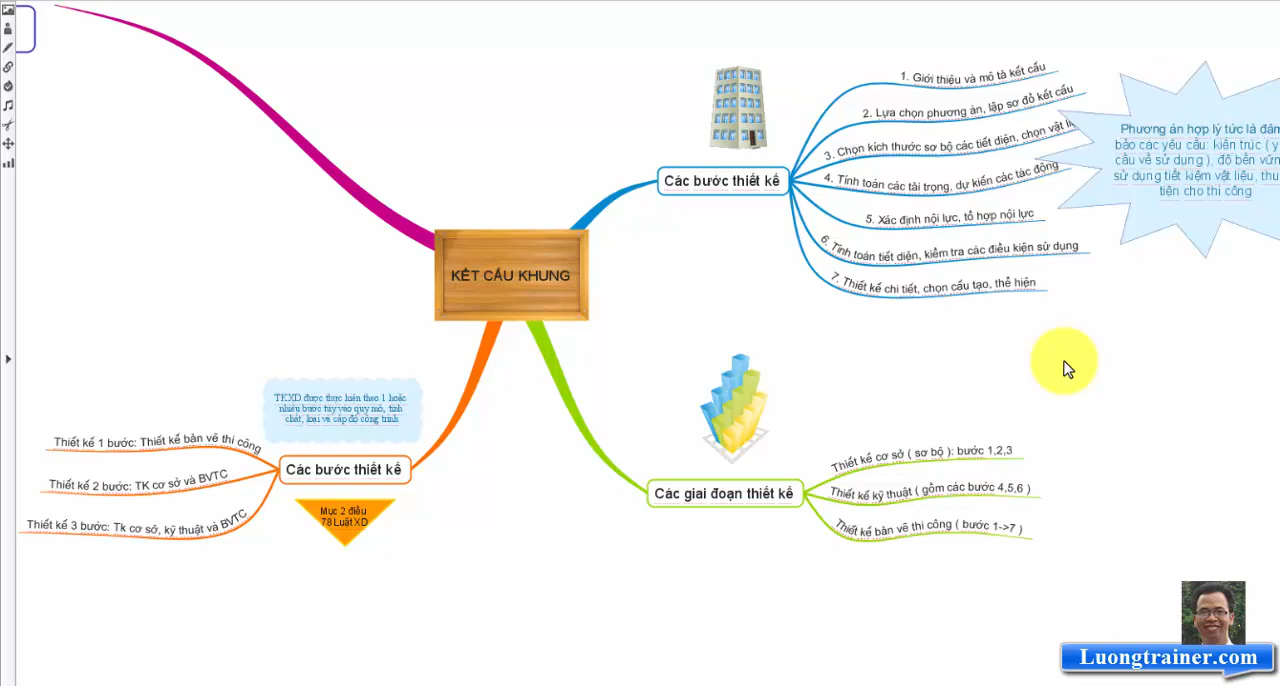 1. Giới thiệu và mô tả kết cấu
2. Lựa chọn phương án, lập sơ đồ kết cấu
3. Chọn kích thước sơ bộ các tiết diện, chọn vật
4. Tính toán các tải trọng, dự kiến các tác động
5. Xác định nội lực, tổ hợp nội lực
6. Tính toán tiết diện, kiểm tra các điều kiện sử dụng
7. Thiết kế chi tiết, chọn cấu tạo, thể hiện
Các bước thiết kế
Phương án hợp lý tức là đảm
bảo các yêu cầu: kiến trúc ( y
cầu về sử dụng ), độ bền vững
sử dụng tiết kiệm vật liệu, thu
tiện cho thi công
KẾT CẤU KHUNG
TKXD được thực hiện theo 1 hoặc
nhiều bước tùy vào quy mô, tính
chất, loại và cấp độ công trình
Thiết kế 1 bước: Thiết kế bản vẽ thi công
Thiết kế 2 bước: TK cơ sở và BVTC
Thiết kế 3 bước: Tk cơ sở, kỹ thuật và BVTC
Các bước thiết kế
Mục 2 điều
78 Luật XD
Các giai đoạn thiết kế
Thiết kế cơ sở ( sơ bộ ): bước 1,2,3
Thiết kế kỹ thuật ( gồm các bước 4,5,6 )
Thiết kế bản vẽ thi công ( bước 1->7 )
Luongtrainer.com